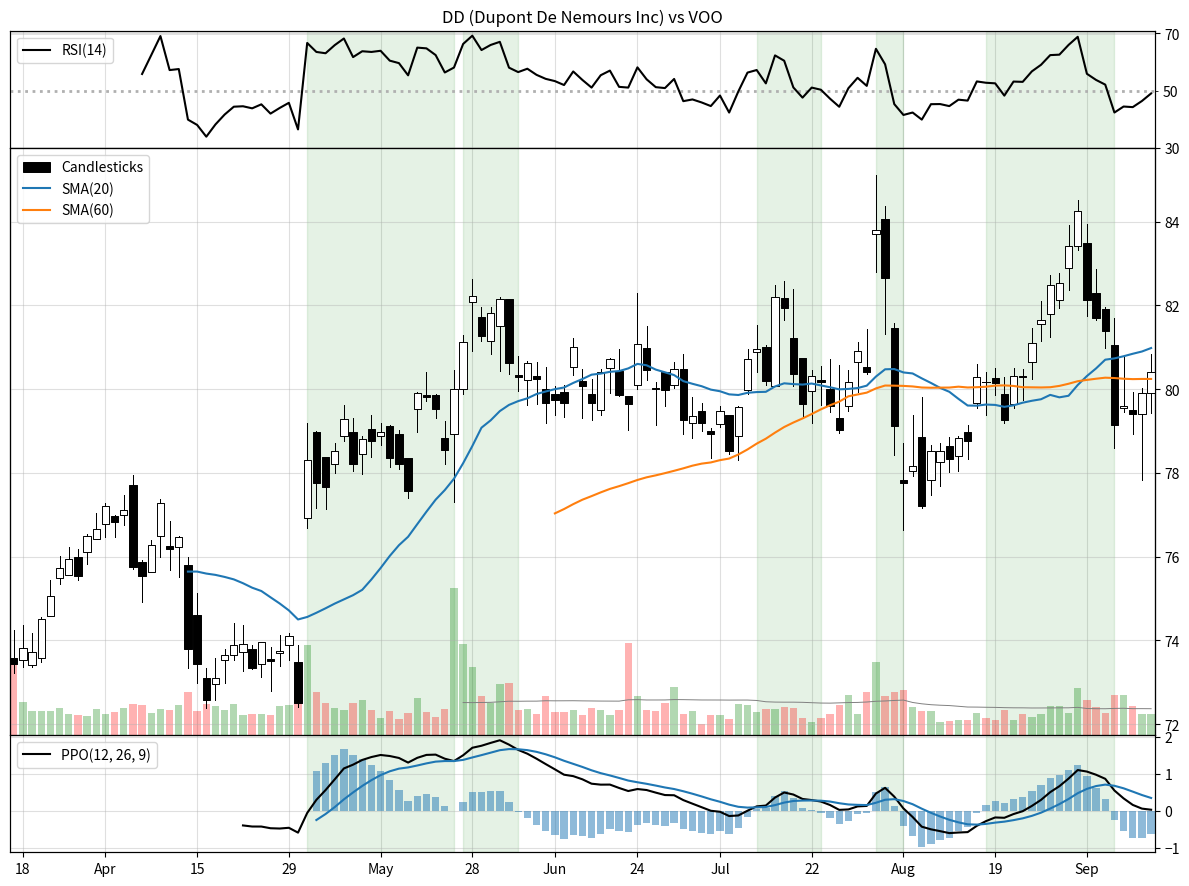 DD (Dupont De Nemours Inc) vs VOO
RSI(14)
70
50
30
Candlesticks
SMA(20)
SMA(60)
84
82
80
78
76
74
72
PPO(12, 26, 9)
2
1
0
−1
18 Apr 15 29 May 28 Jun 24 Jul 22 Aug 19 Sep